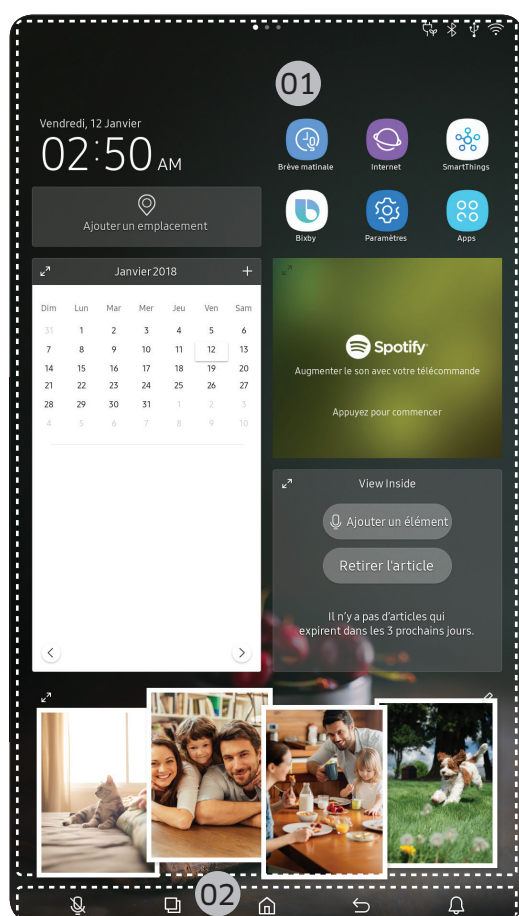 01
Vendredi, 12 Janvier
02:50 AM
Ajouter un emplacement
Brève matinale
Internet
SmartThings
Bixby
Paramètres
Apps
Janvier 2018 +
Dim Lun Mar Mer Jeu Ven Sam
31 1 2 3 4 5 6
7 8 9 10 11 12 13
14 15 16 17 18 19 20
21 22 23 24 25 26 27
28 29 30 31 1 2 3
4 5 6 7 8 9 10
Spotify
Augmenter le son avec votre télécommande
Appuyez pour commencer
View Inside
Ajouter un élément
Retirer l'article
Il n'y a pas d'articles qui
expirent dans les 3 prochains jours.
02